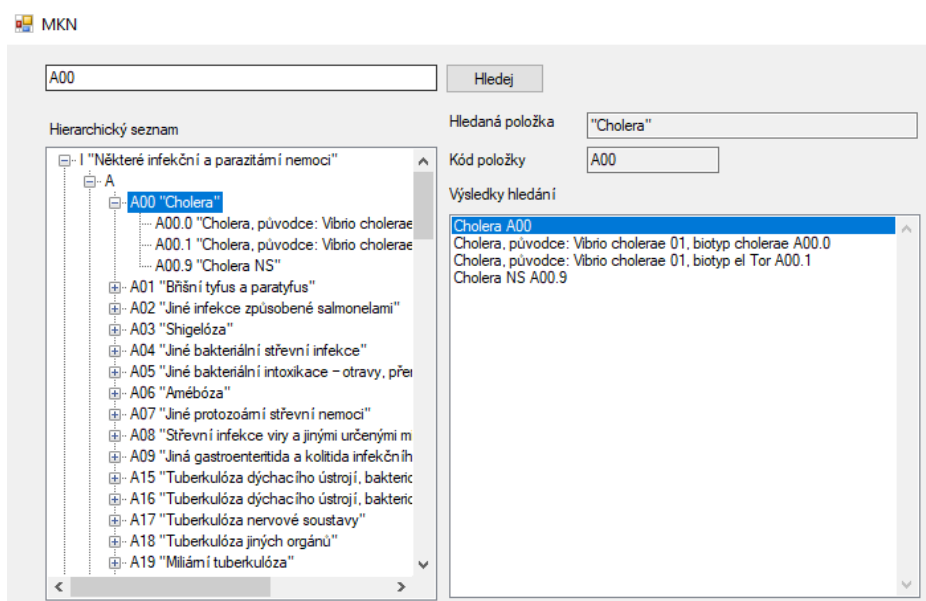 MKN
A00
Hledej
Hierarchický seznam
I "Některé infekční a parazitární nemoci"
A
A00 "Cholera"
A00.0 "Cholera, původce: Vibrio cholerae
A00.1 "Cholera, původce: Vibrio cholerae
A00.9 "Cholera NS"
A01 "Břišní tyfus a paratyfus"
A02 "Jiné infekce způsobené salmonelami"
A03 "Shigelóza"
A04 "Jiné bakteriální střevní infekce"
A05 "Jiné bakteriální intoxikace – otravy, přer
A06 "Amébóza"
A07 "Jiné protozoární střevní nemoci"
A08 "Střevní infekce viry a jinými určenými m
A09 "Jiná gastroenteritida a kolitida infekčníh
A15 "Tuberkulóza dýchacího ústrojí, bakteric
A16 "Tuberkulóza dýchacího ústrojí, bakteric
A17 "Tuberkulóza nervové soustavy"
A18 "Tuberkulóza jiných orgánů"
A19 "Miliární tuberkulóza"
Hledaná položka
"Cholera"
Kód položky
A00
Výsledky hledání
Cholera A00
Cholera, původce: Vibrio cholerae 01, biotyp cholerae A00.0
Cholera, původce: Vibrio cholerae 01, biotyp el Tor A00.1
Cholera NS A00.9